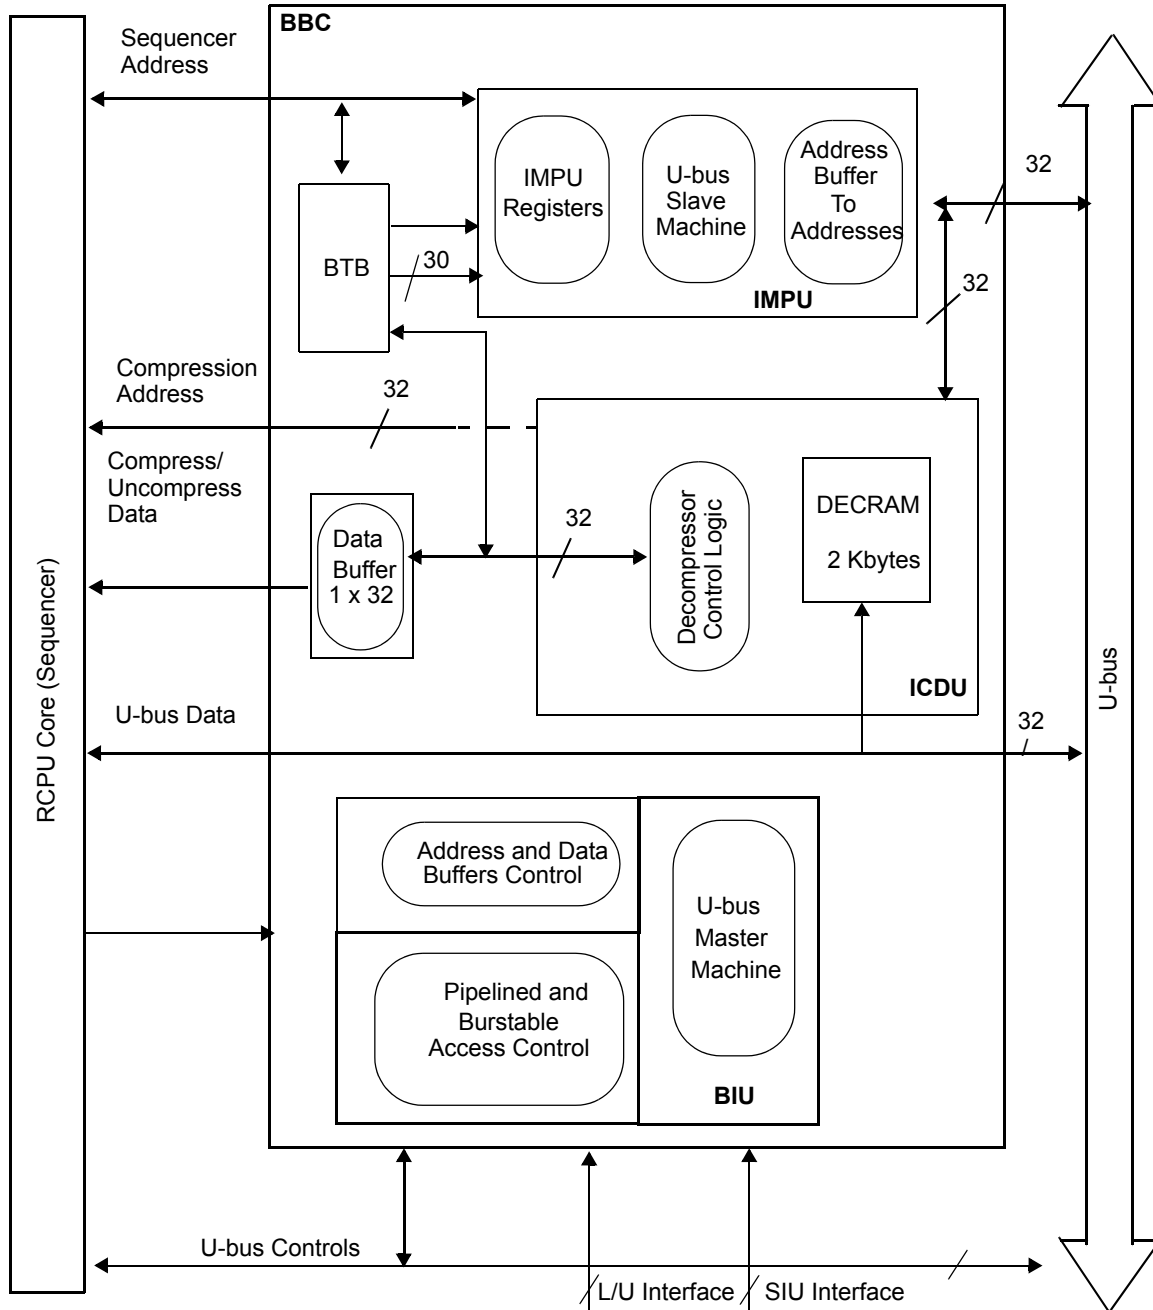 BBC
Sequencer
Address
IMPU
Registers
U-bus
Slave
Machine
Address
Buffer
To
Addresses
32
BTB
30
IMPU
32
Compression
Address
32
Compress/
Uncompress
Data
Data
Buffer
1 x 32
32
Decompressor
Control Logic
DECRAM
2 Kbytes
ICDU
RCPU Core (Sequencer)
U-bus
U-bus Data
32
Address and Data
Buffers Control
U-bus
Master
Machine
Pipelined and
Burstable
Access Control
BIU
U-bus Controls
L/U Interface
SIU Interface